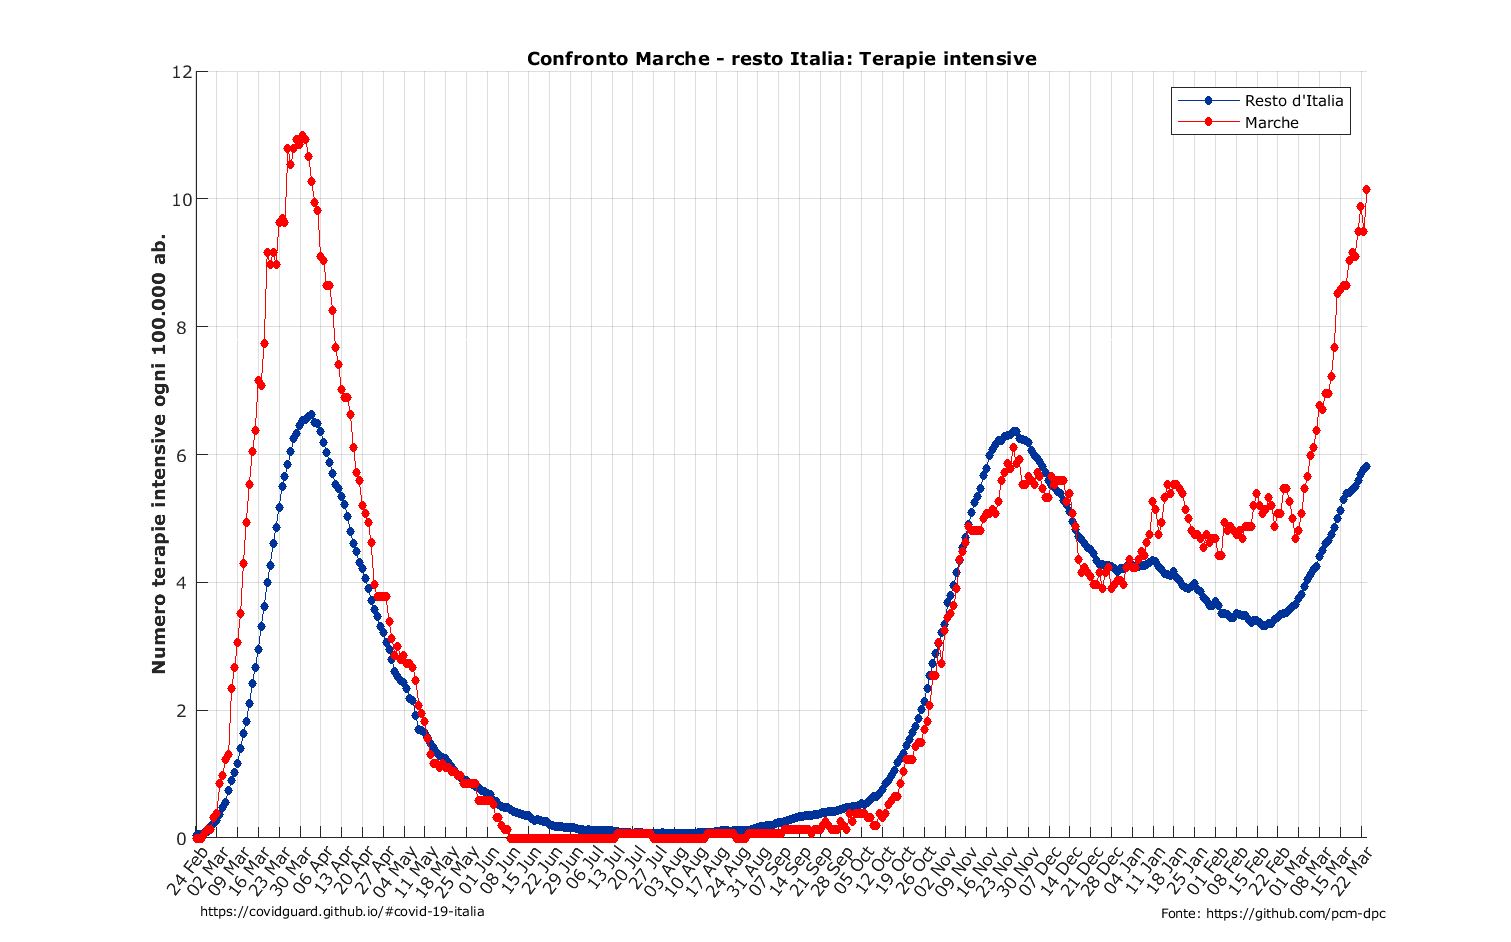 Confronto Marche - resto Italia: Terapie intensive
Resto d'Italia
Marche
Numero terapie intensive ogni 100.000 ab.
12
10
8
6
4
2
0
24 Feb
02 Mar
09 Mar
16 Mar
23 Mar
30 Mar
06 Apr
13 Apr
20 Apr
27 Apr
04 May
11 May
18 May
25 May
01 Jun
08 Jun
15 Jun
22 Jun
29 Jun
06 Jul
13 Jul
20 Jul
27 Jul
03 Aug
10 Aug
17 Aug
24 Aug
31 Aug
07 Sep
14 Sep
21 Sep
28 Sep
05 Oct
12 Oct
19 Oct
26 Oct
02 Nov
09 Nov
16 Nov
23 Nov
30 Nov
07 Dec
14 Dec
21 Dec
28 Dec
04 Jan
11 Jan
18 Jan
25 Jan
01 Feb
08 Feb
15 Feb
22 Feb
01 Mar
08 Mar
15 Mar
22 Mar
https://covidguard.github.io/#covid-19-italia
Fonte: https://github.com/pcm-dpc